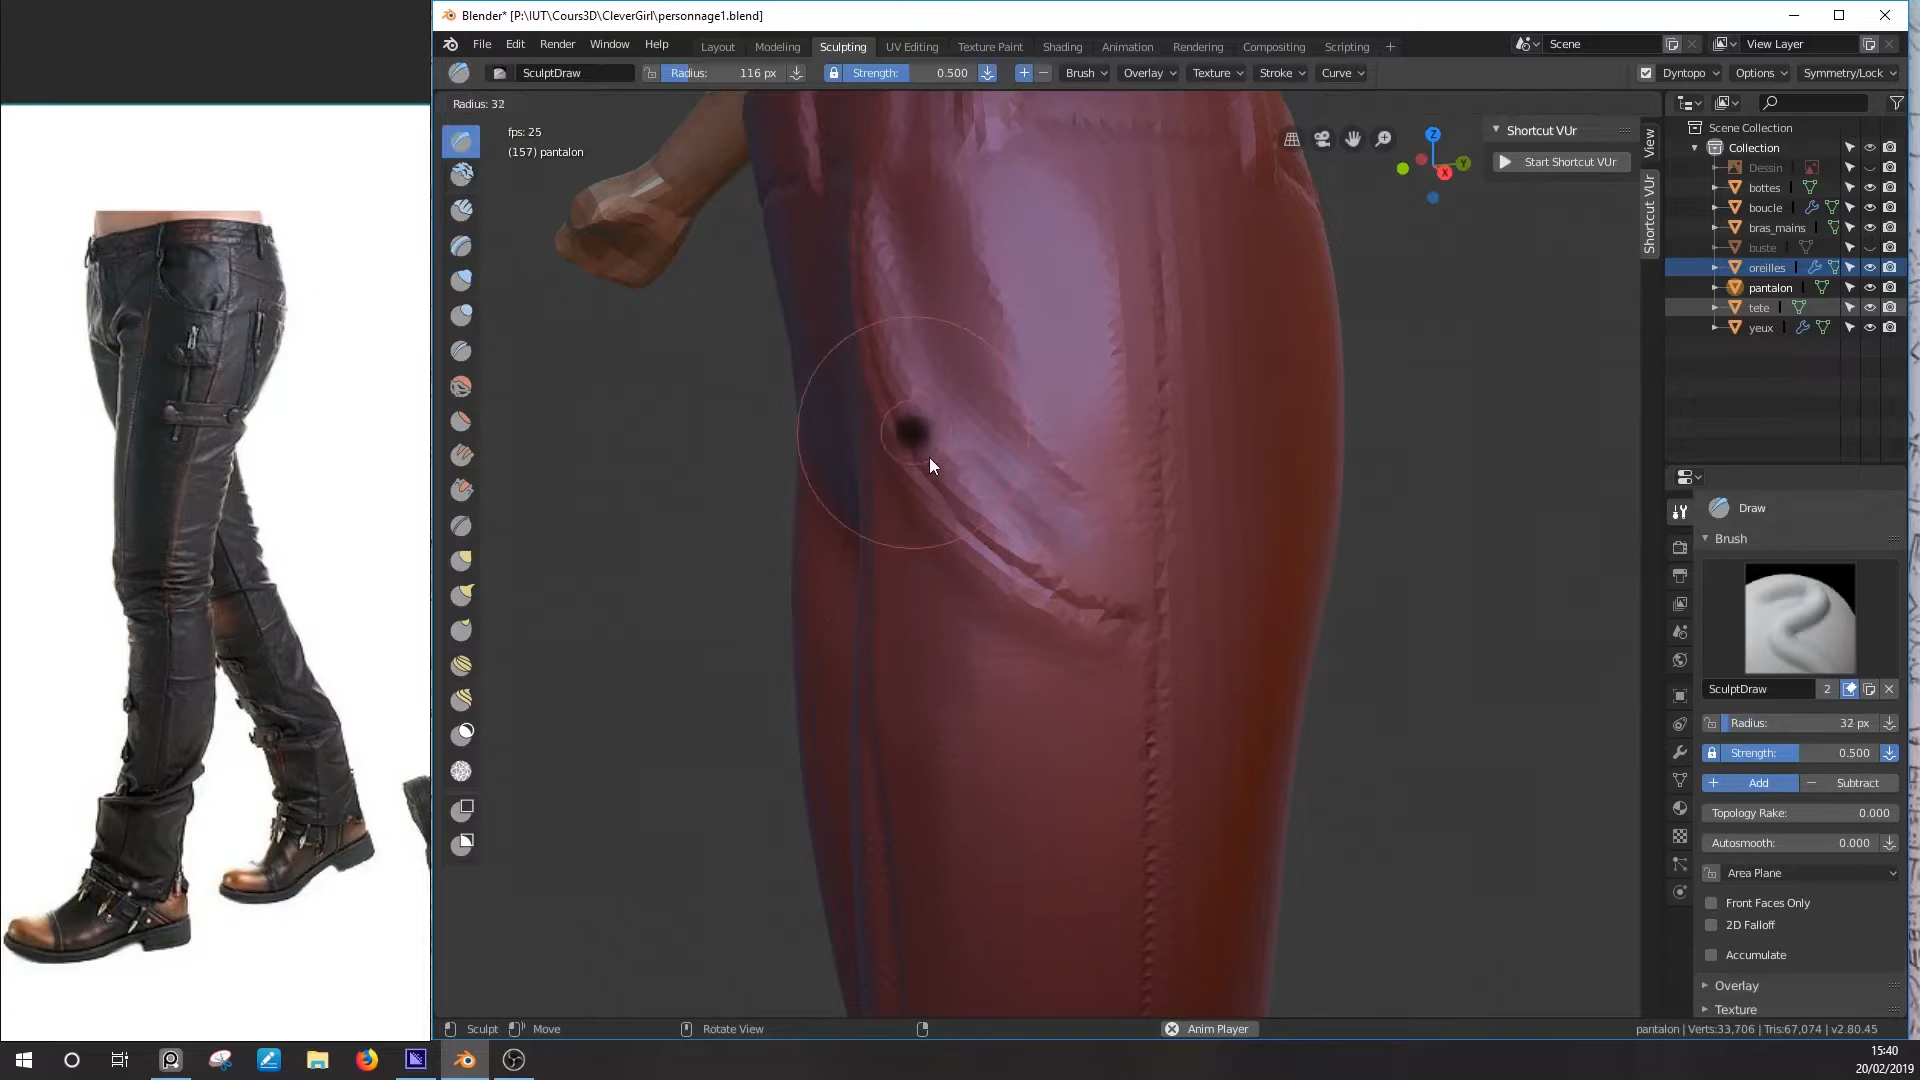 Blender* [P:\IUT\Cours3D\CleverGirl\personnage1.blend]
File Edit Render Window Help Layout Modeling Sculpting UV Editing Texture Paint Shading Animation Rendering Compositing Scripting + Scene View Layer
SculptDraw Radius: 116 px Strength: 0.500 Brush Overlay Texture Stroke Curve Dyntopo Options Symmetry/Lock
Radius: 32
fps: 25
(157) pantalon
Shortcut VUr
Start Shortcut VUr
View
Shortcut VUr
Z
Y
X
Scene Collection
Collection
Dessin
bottes
boucle
bras_mains
buste
oreilles
pantalon
tete
yeux
Draw
Brush
SculptDraw 2
Radius: 32 px
Strength: 0.500
Add Subtract
Topology Rake: 0.000
Autosmooth: 0.000
Area Plane
Front Faces Only
2D Falloff
Accumulate
Overlay
Texture
Sculpt Move Rotate View Anim Player pantalon | Verts:33,706 | Tris:67,074 | v2.80.45
15:40
20/02/2019